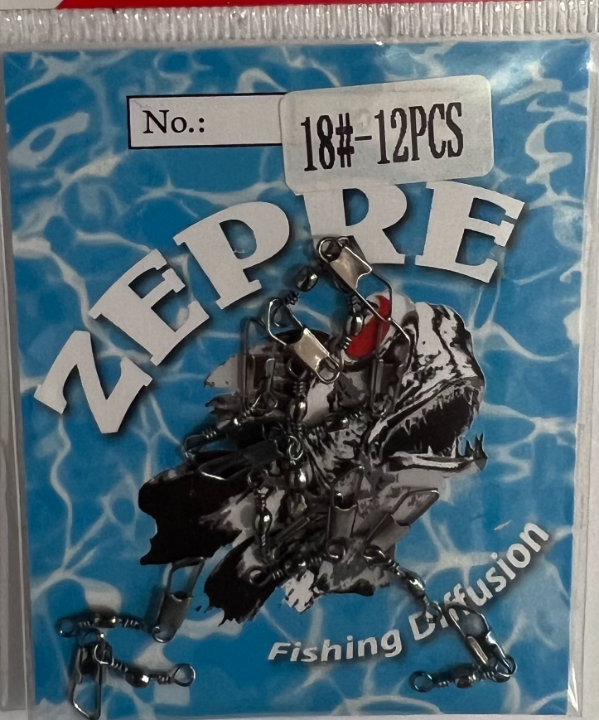 No.:
18#-12PCS
ZEPRE
Fishing Diffusion